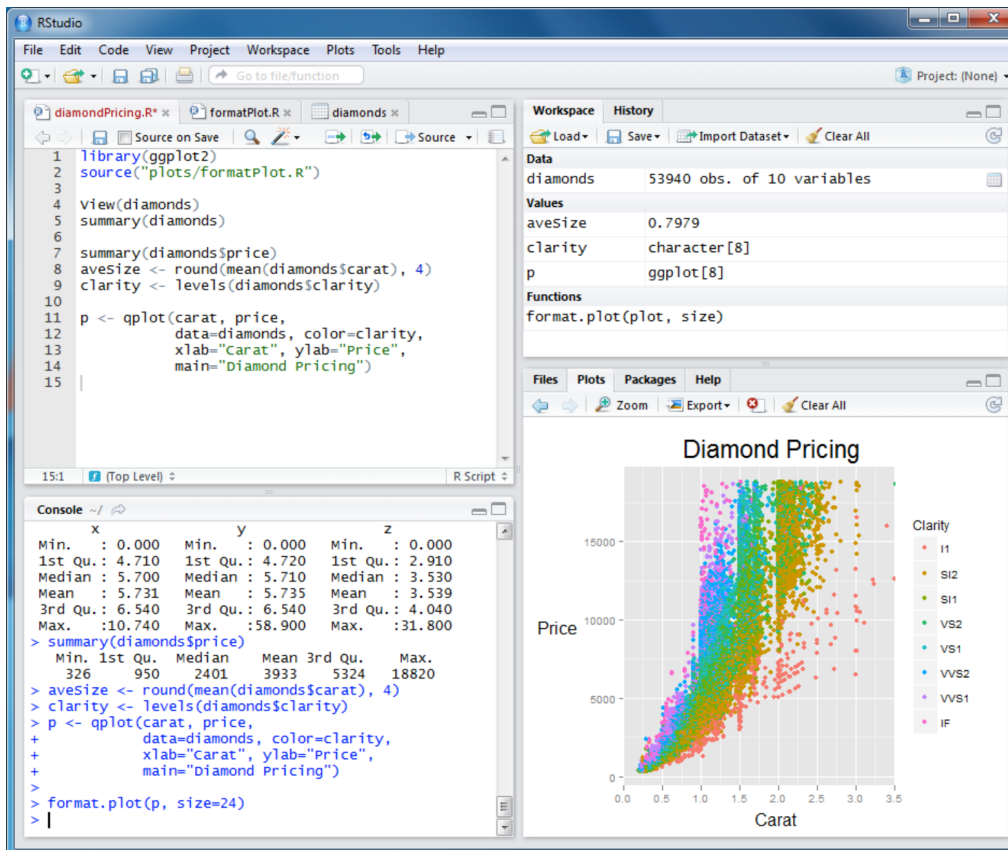 RStudio
File Edit Code View Project Workspace Plots Tools Help
Go to file/function
Project: (None)
diamondPricing.R*
formatPlot.R
diamonds
Source on Save
Source
1 library(ggplot2)
2 source("plots/formatPlot.R")
3
4 View(diamonds)
5 summary(diamonds)
6
7 summary(diamonds$price)
8 aveSize <- round(mean(diamonds$carat), 4)
9 clarity <- levels(diamonds$clarity)
10
11 p <- qplot(carat, price,
12 data=diamonds, color=clarity,
13 xlab="Carat", ylab="Price",
14 main="Diamond Pricing")
15
15:1 (Top Level) R Script
Console ~/
x y z
Min. : 0.000 Min. : 0.000 Min. : 0.000
1st Qu.: 4.710 1st Qu.: 4.720 1st Qu.: 2.910
Median : 5.700 Median : 5.710 Median : 3.530
Mean : 5.731 Mean : 5.735 Mean : 3.539
3rd Qu.: 6.540 3rd Qu.: 6.540 3rd Qu.: 4.040
Max. :10.740 Max. :58.900 Max. :31.800
> summary(diamonds$price)
Min. 1st Qu. Median Mean 3rd Qu. Max.
326 950 2401 3933 5324 18820
> aveSize <- round(mean(diamonds$carat), 4)
> clarity <- levels(diamonds$clarity)
> p <- qplot(carat, price,
+ data=diamonds, color=clarity,
+ xlab="Carat", ylab="Price",
+ main="Diamond Pricing")
>
> format.plot(p, size=24)
>
Workspace History
Load Save Import Dataset Clear All
Data
diamonds 53940 obs. of 10 variables
Values
aveSize 0.7979
clarity character[8]
p ggplot[8]
Functions
format.plot(plot, size)
Files Plots Packages Help
Zoom Export Clear All
Diamond Pricing
Price
15000
10000
5000
0
0.0 0.5 1.0 1.5 2.0 2.5 3.0 3.5
Carat
Clarity
I1
SI2
SI1
VS2
VS1
VVS2
VVS1
IF